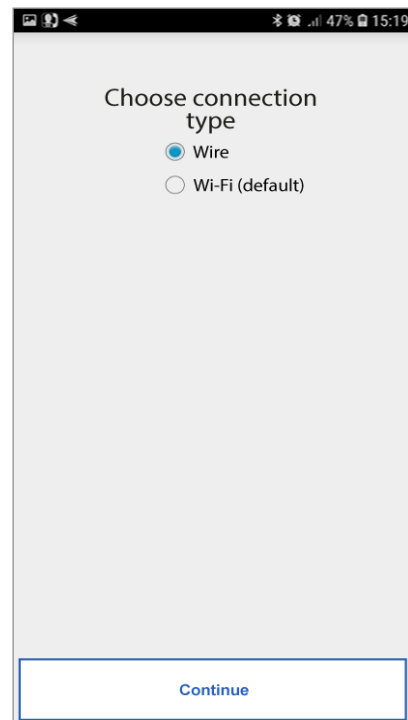 47% 15:19
Choose connection
type
Wire
Wi-Fi (default)
Continue